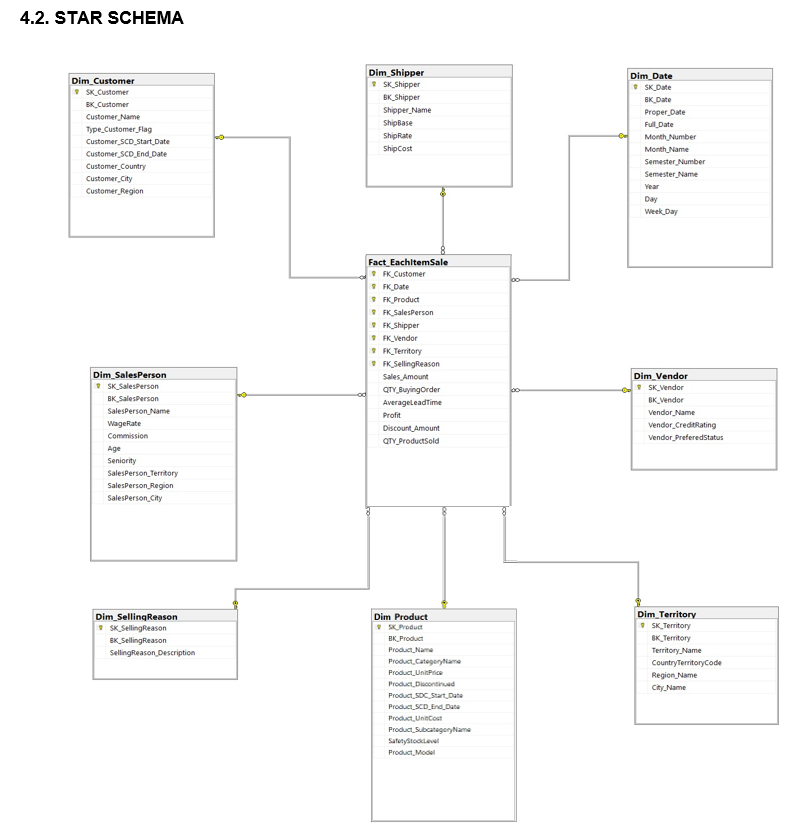 4.2. STAR SCHEMA
Dim_Customer
SK_Customer
BK_Customer
Customer_Name
Type_Customer_Flag
Customer_SCD_Start_Date
Customer_SCD_End_Date
Customer_Country
Customer_City
Customer_Region
Dim_Shipper
SK_Shipper
BK_Shipper
Shipper_Name
ShipBase
ShipRate
ShipCost
Dim_Date
SK_Date
BK_Date
Proper_Date
Full_Date
Month_Number
Month_Name
Semester_Number
Semester_Name
Year
Day
Week_Day
Fact_EachItemSale
FK_Customer
FK_Date
FK_Product
FK_SalesPerson
FK_Shipper
FK_Vendor
FK_Territory
FK_SellingReason
Sales_Amount
QTY_BuyingOrder
AverageLeadTime
Profit
Discount_Amount
QTY_ProductSold
Dim_SalesPerson
SK_SalesPerson
BK_SalesPerson
SalesPerson_Name
WageRate
Commission
Age
Seniority
SalesPerson_Territory
SalesPerson_Region
SalesPerson_City
Dim_Vendor
SK_Vendor
BK_Vendor
Vendor_Name
Vendor_CreditRating
Vendor_PreferedStatus
Dim_SellingReason
SK_SellingReason
BK_SellingReason
SellingReason_Description
Dim_Product
SK_Product
BK_Product
Product_Name
Product_CategoryName
Product_UnitPrice
Product_Discontinued
Product_SDC_Start_Date
Product_SCD_End_Date
Product_UnitCost
Product_SubcategoryName
SafetyStockLevel
Product_Model
Dim_Territory
SK_Territory
BK_Territory
Territory_Name
CountryTerritoryCode
Region_Name
City_Name